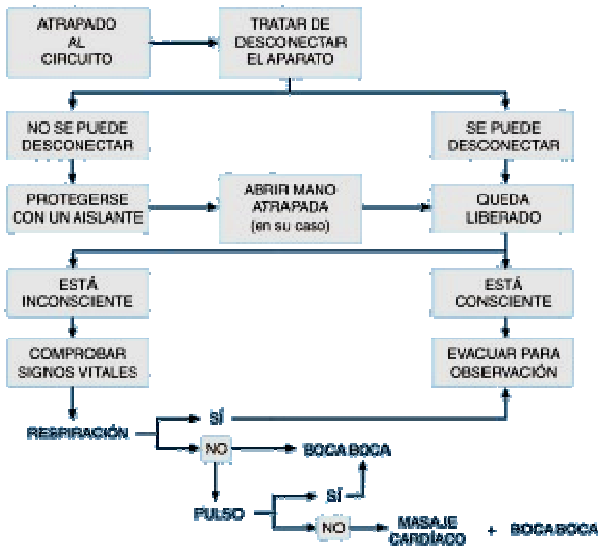 ATRAPADO
AL
CIRCUITO
TRATAR DE
DESCONECTAIR
EL APARATO
NO SE PUEDE
DESCONECTAR
SE PUEDE
DESCONECTAR
PROTEGERSE
CON UN AISLANTE
ABRIR MANO
ATRAPADA
(en su caso)
QUEDA
LIBERADO
ESTÁ
INCONSCIENTE
ESTÁ
CONSCIENTE
COMPROBAR
SIGNOS VITALES
EVACUAR PARA
OBSERVACIÓN
RESPIRACIÓN
SÍ
NO
BOCA BOCA
PULSO
SÍ
NO
MASAJE
CARDÍACO
+ BOCA BOCA